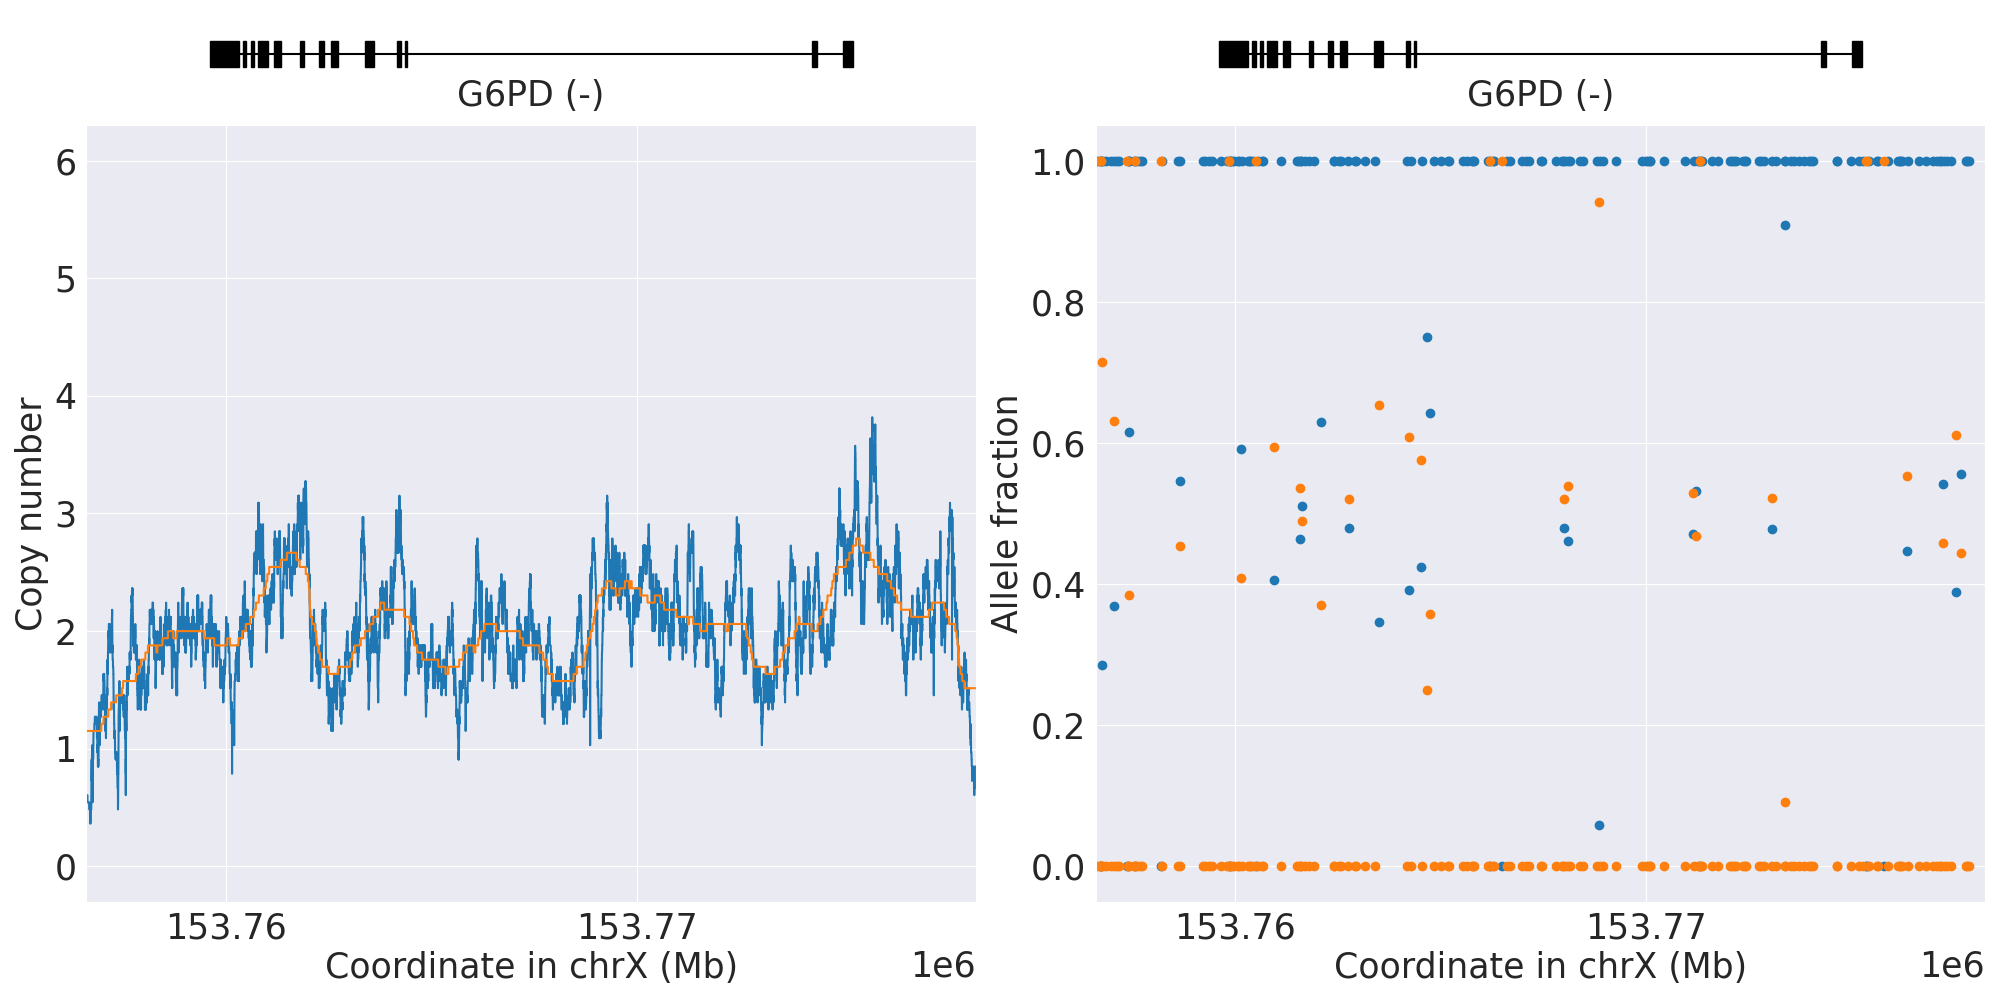 G6PD (-)
6
5
4
3
2
1
0
Copy number
153.76
153.77
Coordinate in chrX (Mb)
1e6
G6PD (-)
1.0
0.8
0.6
0.4
0.2
0.0
Allele fraction
153.76
153.77
Coordinate in chrX (Mb)
1e6